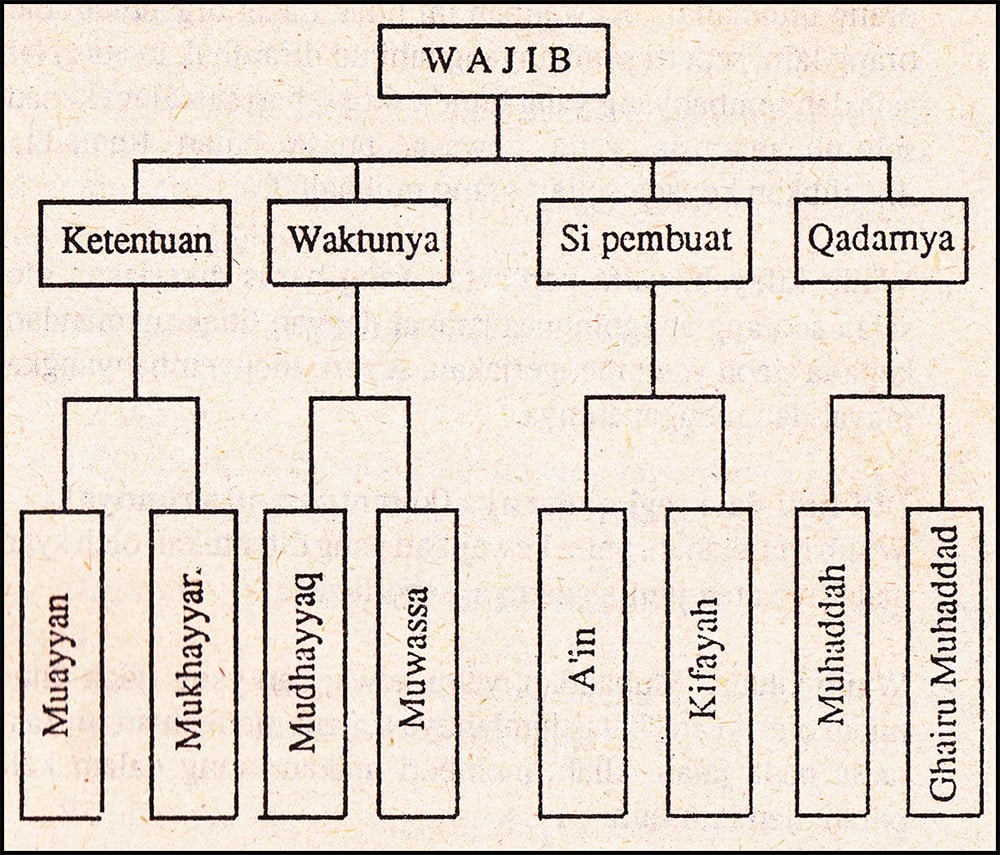 WAJIB
Ketentuan
Waktunya
Si pembuat
Qadarnya
Muayyan
Mukhayyar.
Mudhayyaq
Muwassa
A'in
Kifayah
Muhaddah
Ghairu Muhaddad